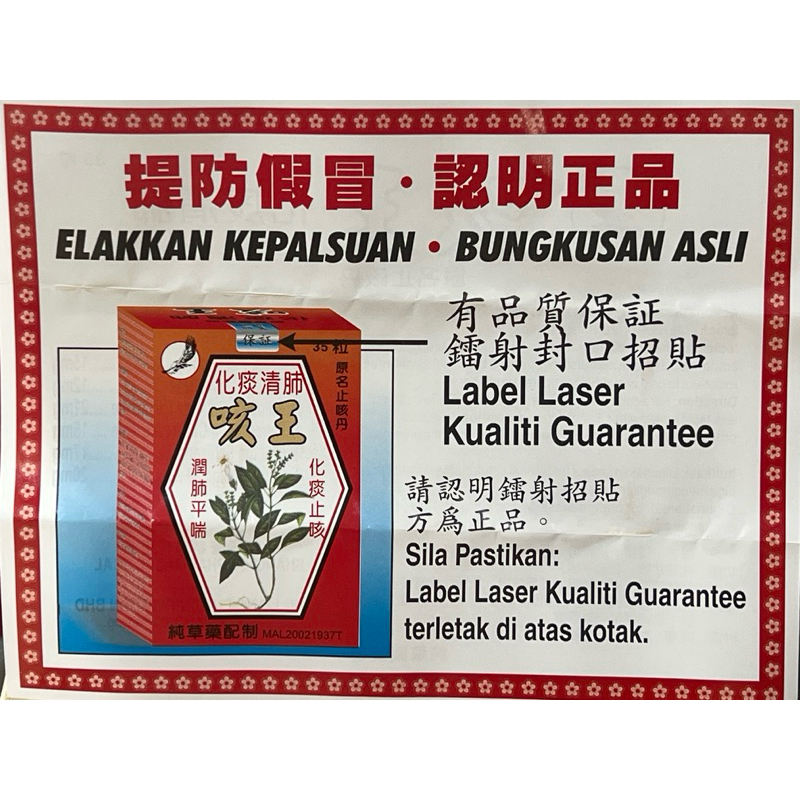 提防假冒·認明正品
ELAKKAN KEPALSUAN • BUNGKUSAN ASLI
有品質保証
鐳射封口招貼
Label Laser
Kualiti Guarantee
請認明鐳射招貼
方爲正品。
Sila Pastikan:
Label Laser Kualiti Guarantee
terletak di atas kotak.
保証
35粒
原名止咳丹
化痰清肺
咳王
潤肺平喘
化痰止咳
純草藥配制 MAL20021937T